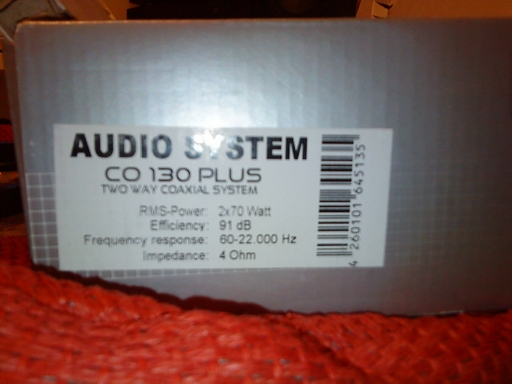 AUDIO SYSTEM
CO 130 PLUS
TWO WAY COAXIAL SYSTEM
RMS-Power: 2x70 Watt
Efficiency: 91 dB
Frequency response: 60-22.000 Hz
Impedance: 4 Ohm
4 260101 645135